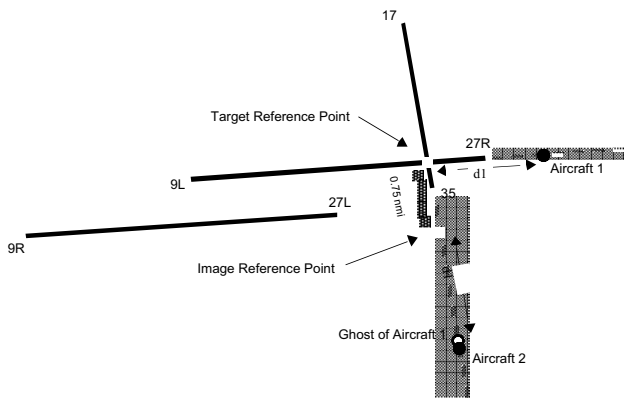 17
Target Reference Point
27R
d1
Aircraft 1
9L
0.75 nmi
35
27L
9R
Image Reference Point
Ghost of Aircraft 1
Aircraft 2